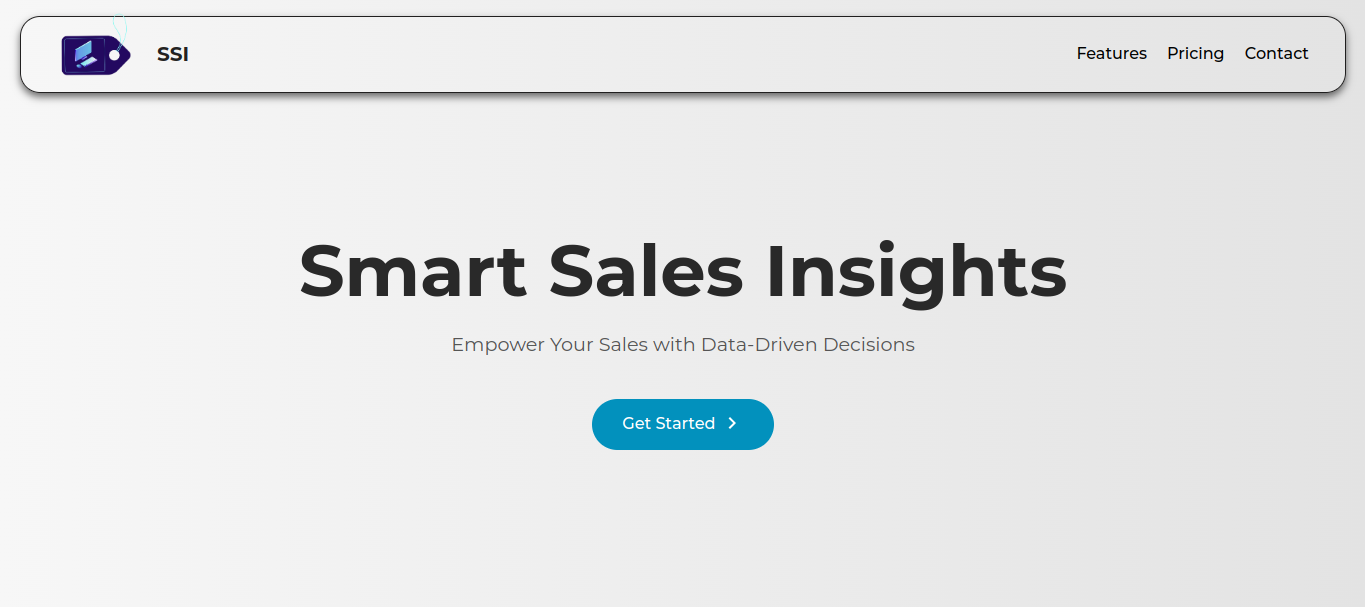 SSI
Features Pricing Contact
Smart Sales Insights
Empower Your Sales with Data-Driven Decisions
Get Started